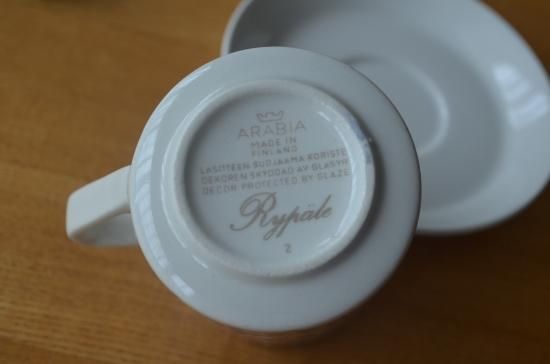 ARABIA
MADE IN
FINLAND
LASITTEEN SUOJAAMA KORISTE
DEKOREN SKYDDAD AV GLASYR
DECOR PROTECTED BY GLAZE
Rypäle
2